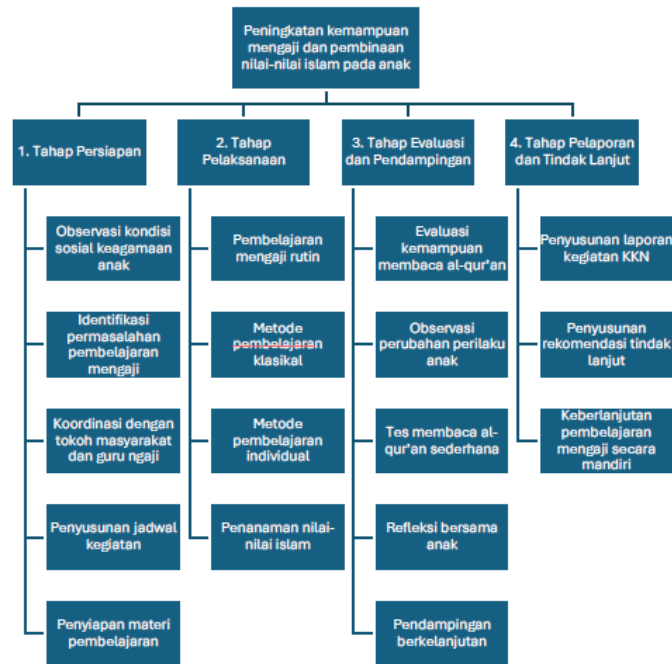 Peningkatan kemampuan
mengaji dan pembinaan
nilai-nilai islam pada anak
1. Tahap Persiapan
Observasi kondisi
sosial keagamaan
anak
Identifikasi
permasalahan
pembelajaran
mengaji
Koordinasi dengan
tokoh masyarakat
dan guru ngaji
Penyusunan jadwal
kegiatan
Penyiapan materi
pembelajaran
2. Tahap
Pelaksanaan
Pembelajaran
mengaji rutin
Metode
pembelajaran
klasikal
Metode
pembelajaran
individual
Penanaman nilai-
nilai islam
3. Tahap Evaluasi
dan Pendampingan
Evaluasi
kemampuan
membaca al-qur'an
Observasi
perubahan perilaku
anak
Tes membaca al-
qur'an sederhana
Refleksi bersama
anak
Pendampingan
berkelanjutan
4. Tahap Pelaporan
dan Tindak Lanjut
Penyusunan laporan
kegiatan KKN
Penyusunan
rekomendasi tindak
lanjut
Keberlanjutan
pembelajaran
mengaji secara
mandiri